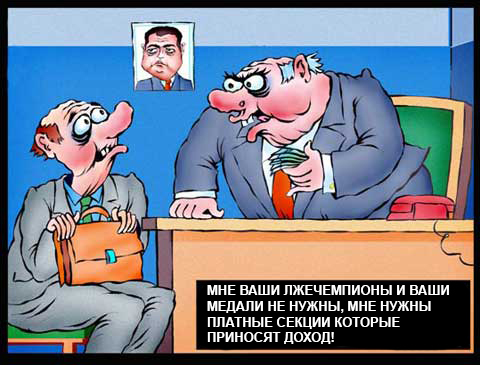 МНЕ ВАШИ ЛЖЕЧЕМПИОНЫ И ВАШИ
МЕДАЛИ НЕ НУЖНЫ, МНЕ НУЖНЫ
ПЛАТНЫЕ СЕКЦИИ КОТОРЫЕ
ПРИНОСЯТ ДОХОД!